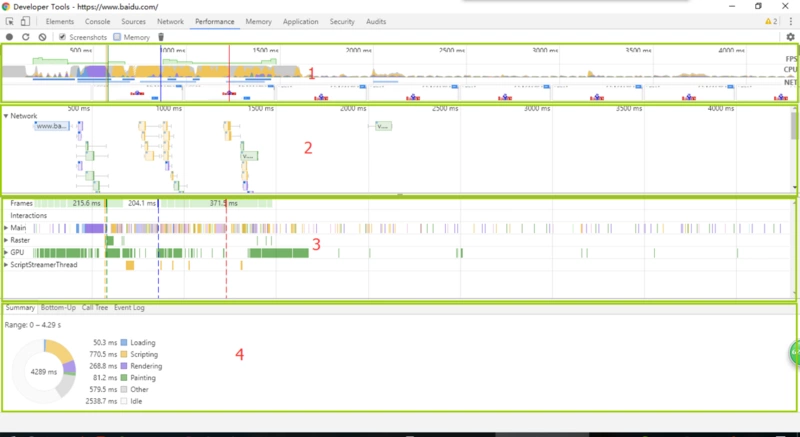 Developer Tools - https://www.baidu.com/
Elements Console Sources Network Performance Memory Application Security Audits 2
Screenshots Memory
500 ms 1000 ms 1500 ms 2000 ms 2500 ms 3000 ms 3500 ms 4000 ms
FPS
1 CPU
NET
500 ms 1000 ms 1500 ms 2000 ms 2500 ms 3000 ms 3500 ms 4000 ms
Network
www.ba...
v...
v...
2
Frames 215.6 ms 204.1 ms 371.5 ms
Interactions
Main
Raster 3
GPU
ScriptStreamerThread
Summary Bottom-Up Call Tree Event Log
Range: 0 – 4.29 s
50.3 ms Loading
770.5 ms Scripting
268.8 ms Rendering
4289 ms
81.2 ms Painting
579.5 ms Other
2538.7 ms Idle
4